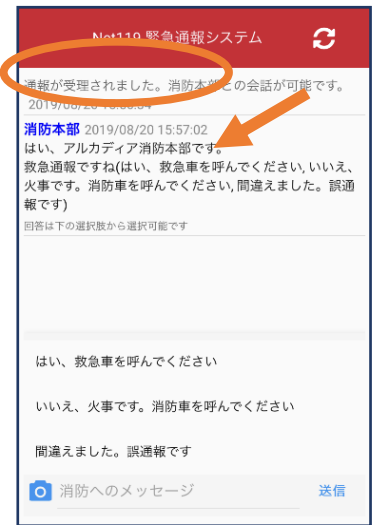 Net119 緊急通報システム
通報が受理されました。消防本部との会話が可能です。
2019/08/20
消防本部 2019/08/20 15:57:02
はい、アルカディア消防本部です。
救急通報ですね(はい、救急車を呼んでください, いいえ、
火事です。消防車を呼んでください, 間違えました。誤通
報です)
回答は下の選択肢から選択可能です
はい、救急車を呼んでください
いいえ、火事です。消防車を呼んでください
間違えました。誤通報です
消防へのメッセージ
送信